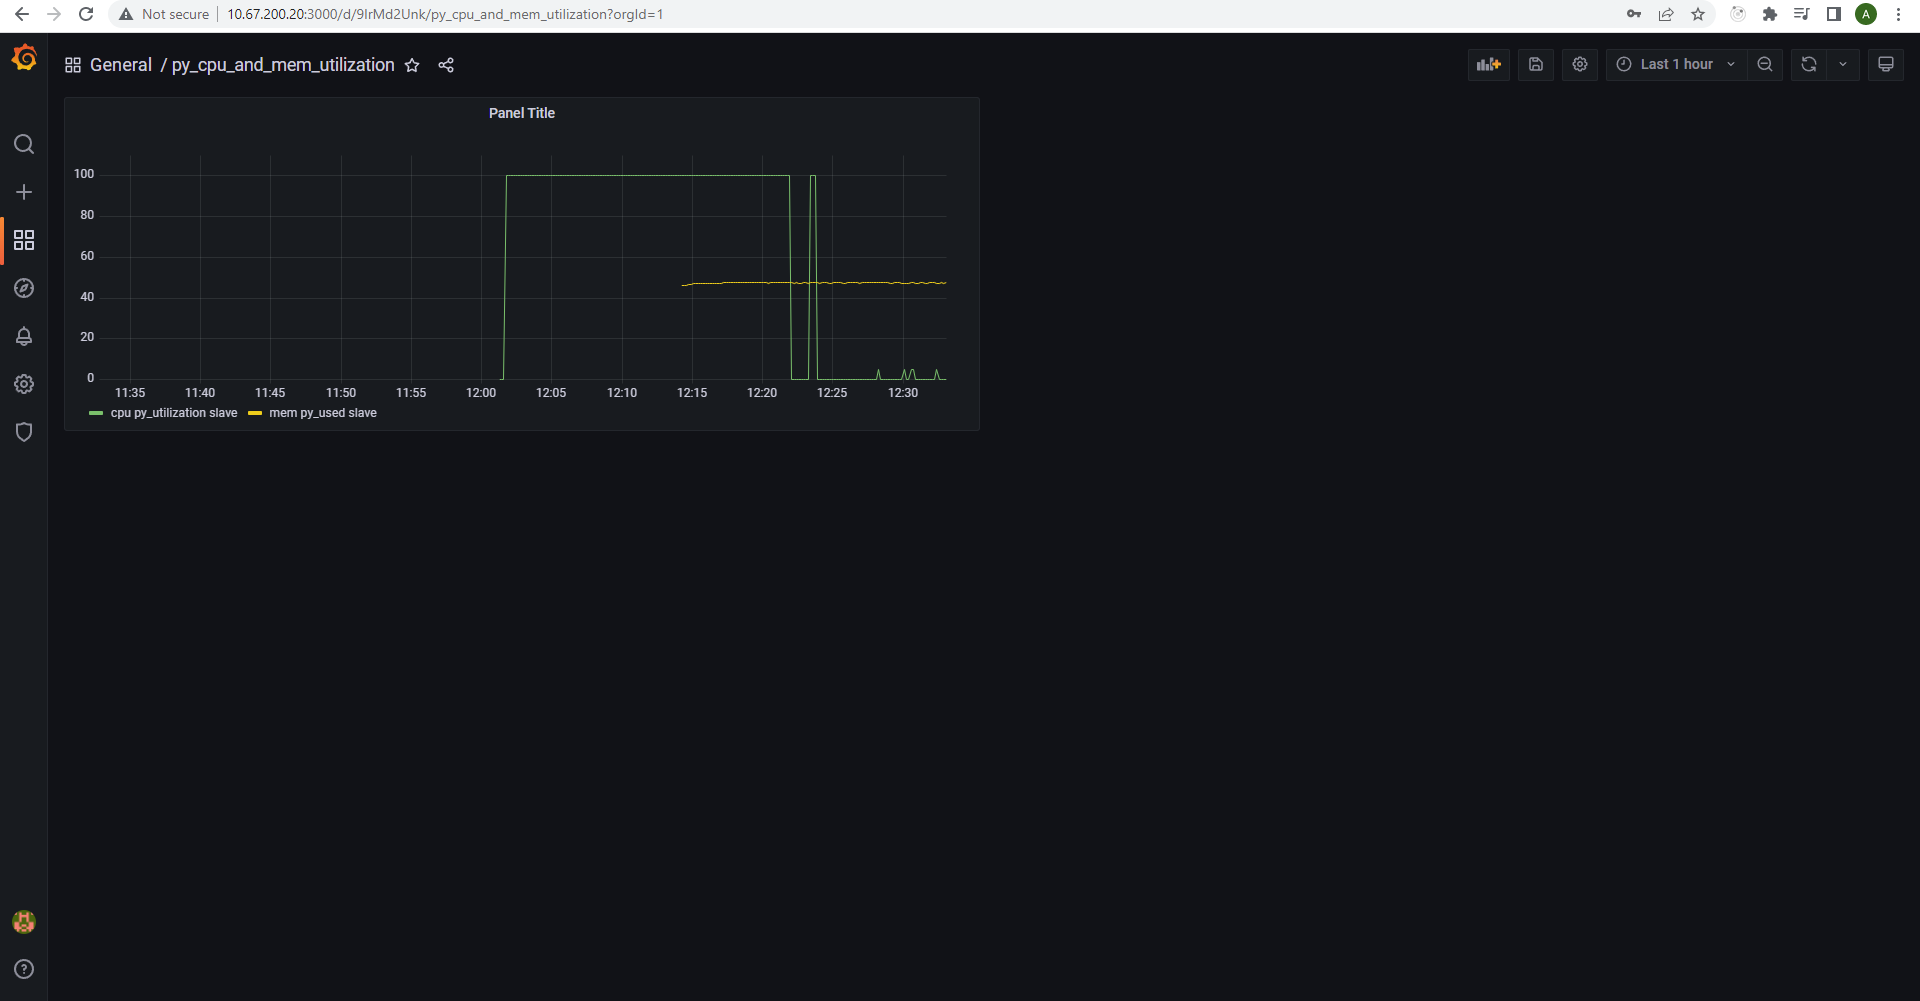 Not secure | 10.67.200.20:3000/d/9IrMd2Unk/py_cpu_and_mem_utilization?orgId=1
A
General / py_cpu_and_mem_utilization
Last 1 hour
Panel Title
100
80
60
40
20
0
11:35 11:40 11:45 11:50 11:55 12:00 12:05 12:10 12:15 12:20 12:25 12:30
cpu py_utilization slave mem py_used slave